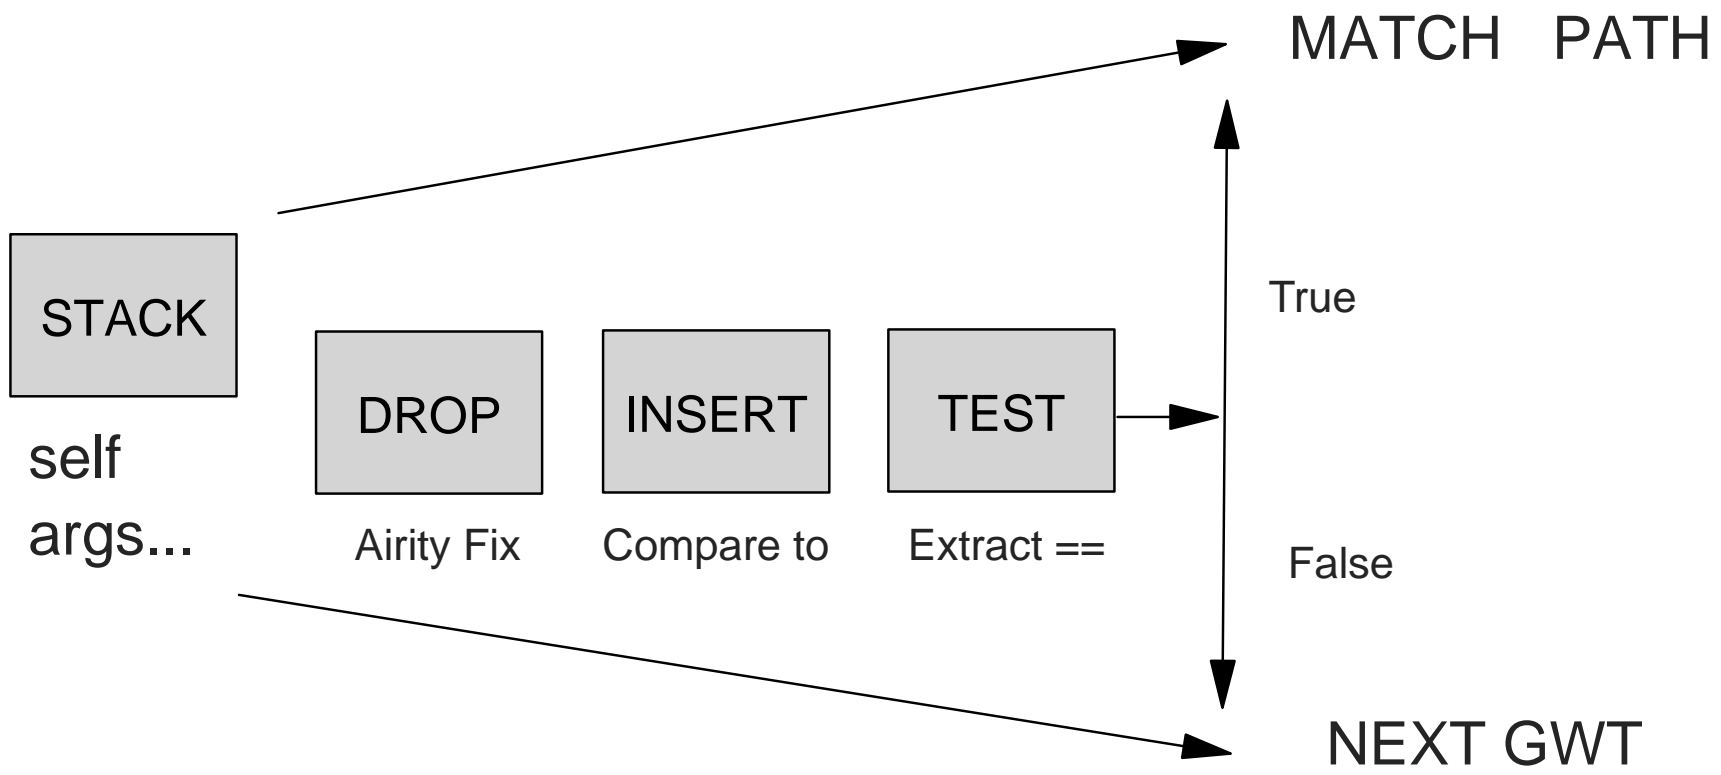 MATCH PATH
True
STACK
DROP
INSERT
TEST
self
args...
Airity Fix
Compare to
Extract ==
False
NEXT GWT